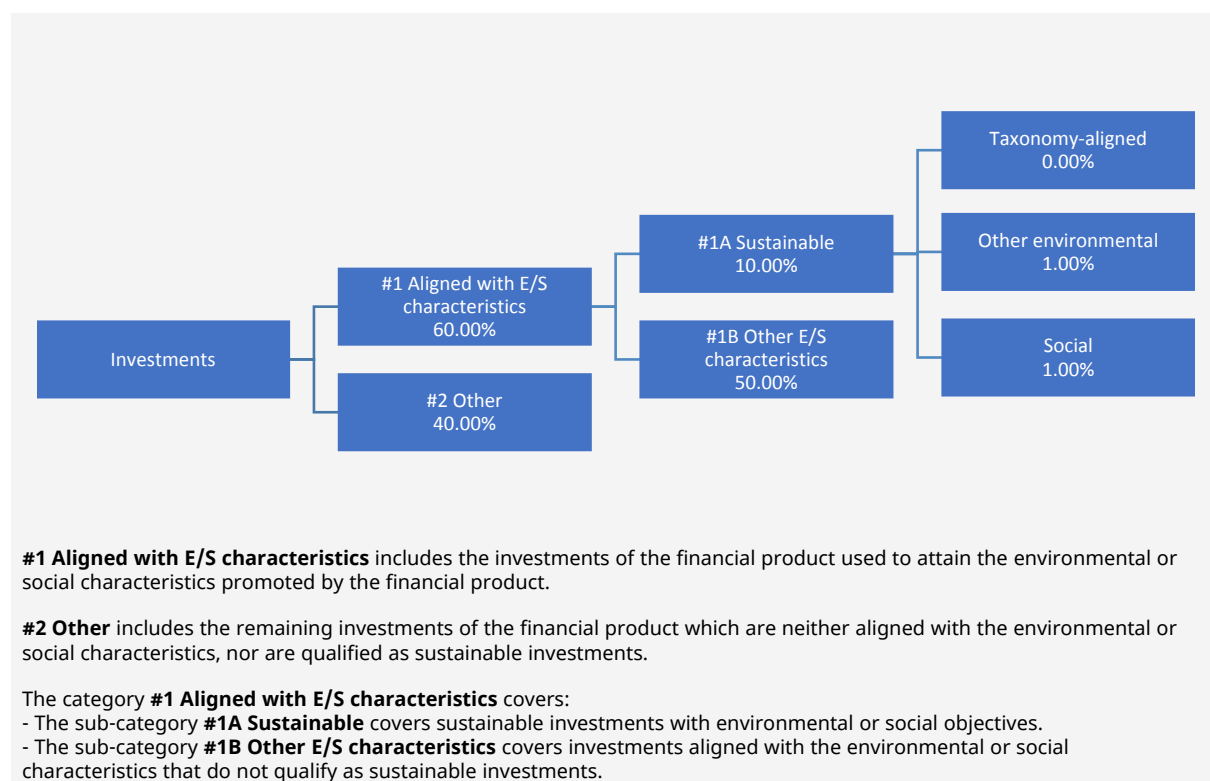 Investments
#1 Aligned with E/S
characteristics
60.00%
#2 Other
40.00%
#1A Sustainable
10.00%
#1B Other E/S
characteristics
50.00%
Taxonomy-aligned
0.00%
Other environmental
1.00%
Social
1.00%
#1 Aligned with E/S characteristics includes the investments of the financial product used to attain the environmental or
social characteristics promoted by the financial product.
#2 Other includes the remaining investments of the financial product which are neither aligned with the environmental or
social characteristics, nor are qualified as sustainable investments.
The category #1 Aligned with E/S characteristics covers:
- The sub-category #1A Sustainable covers sustainable investments with environmental or social objectives.
- The sub-category #1B Other E/S characteristics covers investments aligned with the environmental or social
characteristics that do not qualify as sustainable investments.